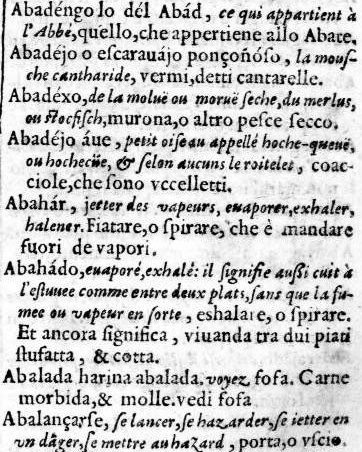 Abadéngo lo dél Abád, ce qui appartient à
l'Abbé, quello, che appertiene allo Abate.
Abadéjo o eſcarauájo ponçoñóſo, la mouſ-
che cantharide, vermi, detti cantarelle.
Abadéxo, de la moluë ou moruë ſeche, du merlus,
ou ſtocfiſch, murona, o altro peſce ſecco.
Abadéjo áue, petit oiſeau appellé hoche-queuë,
ou hochecüe, & ſelon aucuns le roitelet, coac-
ciole, che ſono vccelletti.
Abahár, jetter des vapeurs, euaporer, exhaler,
halener. Fiatare, o ſpirare, che è mandare
fuori de vapori.
Abahádo, euaporé, exhalé: il ſignifie auſſi cuit à
l'eſtuuee comme entre deux plats, ſans que la fu-
mee ou vapeur en ſorte, eshalare, o ſpirare.
Et ancora ſignifica, viuanda tra dui piati
ſtufatta, & cotta.
Abalada harina abalada. voyez fofa. Carne
morbida, & molle. vedi fofa
Abalançarſe, ſe lancer, ſe hazarder, ſe ietter en
vn dãger, ſe mettre au hazard, porta, o vſcio.